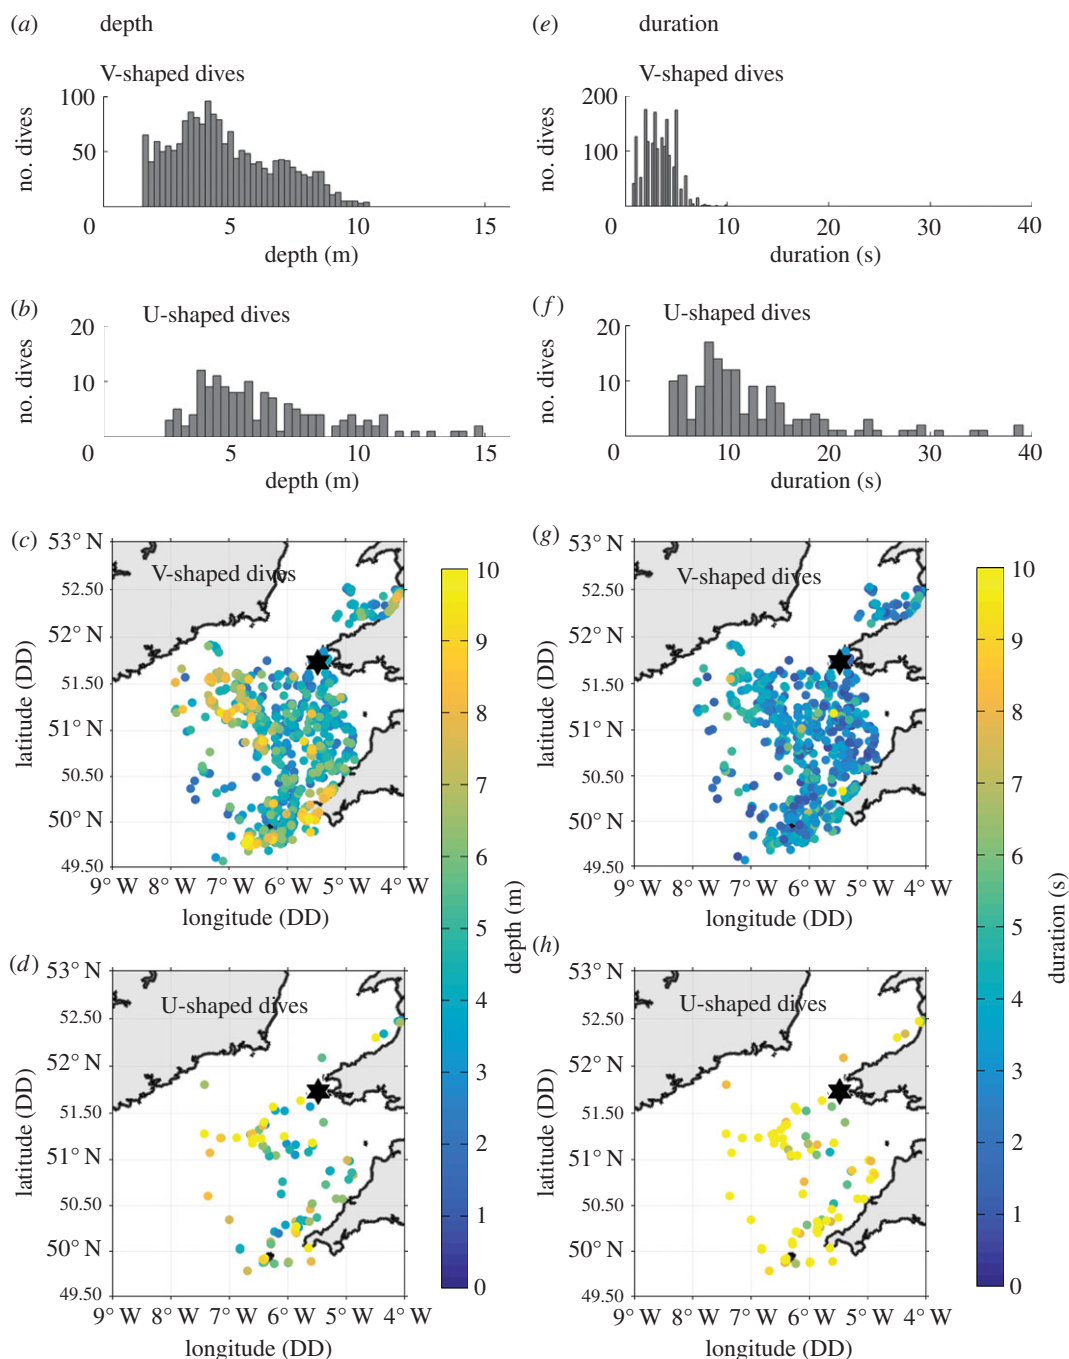 (a) depth
V-shaped dives
100
50
0 5 10 15
no. dives
depth (m)
(b) U-shaped dives
20
10
0 5 10 15
no. dives
depth (m)
(c) V-shaped dives
53° N
52.50
52° N
51.50
51° N
50.50
50° N
49.50
9° W 8° W 7° W 6° W 5° W 4° W
latitude (DD)
longitude (DD)
(d) U-shaped dives
53° N
52.50
52° N
51.50
51° N
50.50
50° N
49.50
9° W 8° W 7° W 6° W 5° W 4° W
latitude (DD)
longitude (DD)
10
9
8
7
6
5
4
3
2
1
0
depth (m)
(e) duration
V-shaped dives
200
100
0 10 20 30 40
no. dives
duration (s)
(f) U-shaped dives
20
10
0 10 20 30 40
no. dives
duration (s)
(g) V-shaped dives
53° N
52.50
52° N
51.50
51° N
50.50
50° N
49.50
9° W 8° W 7° W 6° W 5° W 4° W
latitude (DD)
longitude (DD)
(h) U-shaped dives
53° N
52.50
52° N
51.50
51° N
50.50
50° N
49.50
9° W 8° W 7° W 6° W 5° W 4° W
latitude (DD)
longitude (DD)
10
9
8
7
6
5
4
3
2
1
0
duration (s)